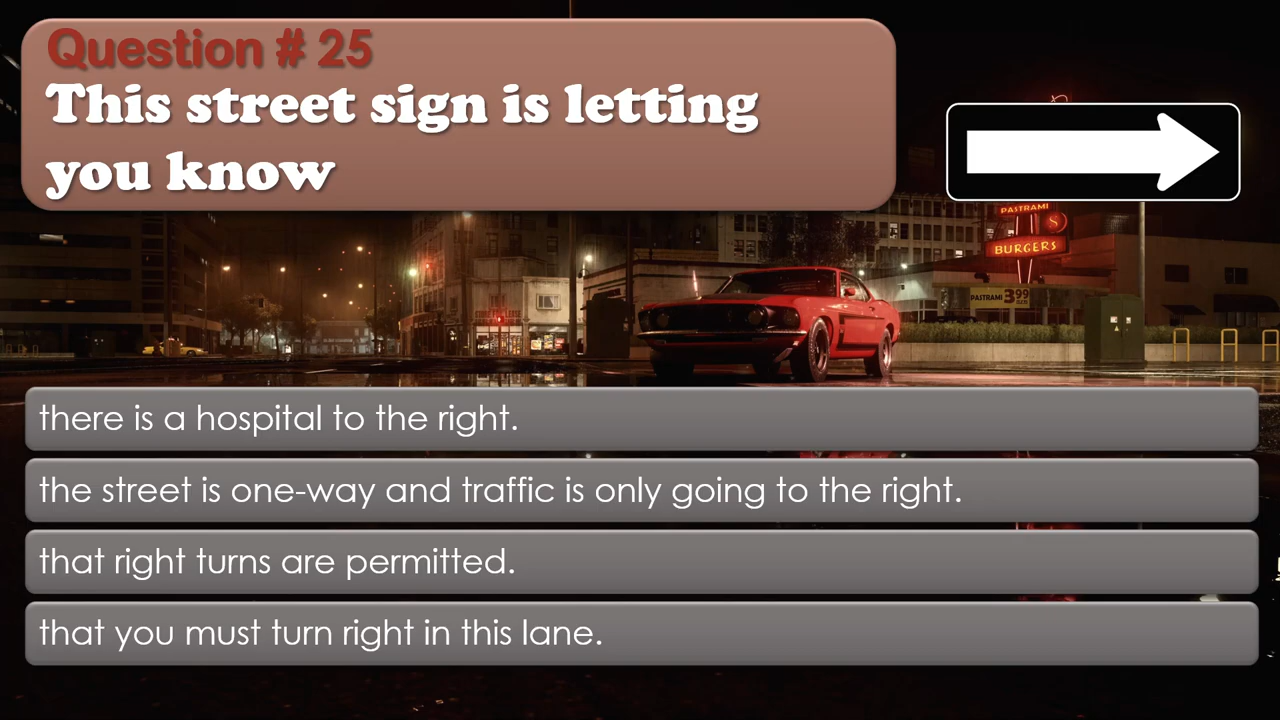 Question # 25
This street sign is letting
you know
PASTRAMI
S
BURGERS
PASTRAMI 3.99
there is a hospital to the right.
the street is one-way and traffic is only going to the right.
that right turns are permitted.
that you must turn right in this lane.